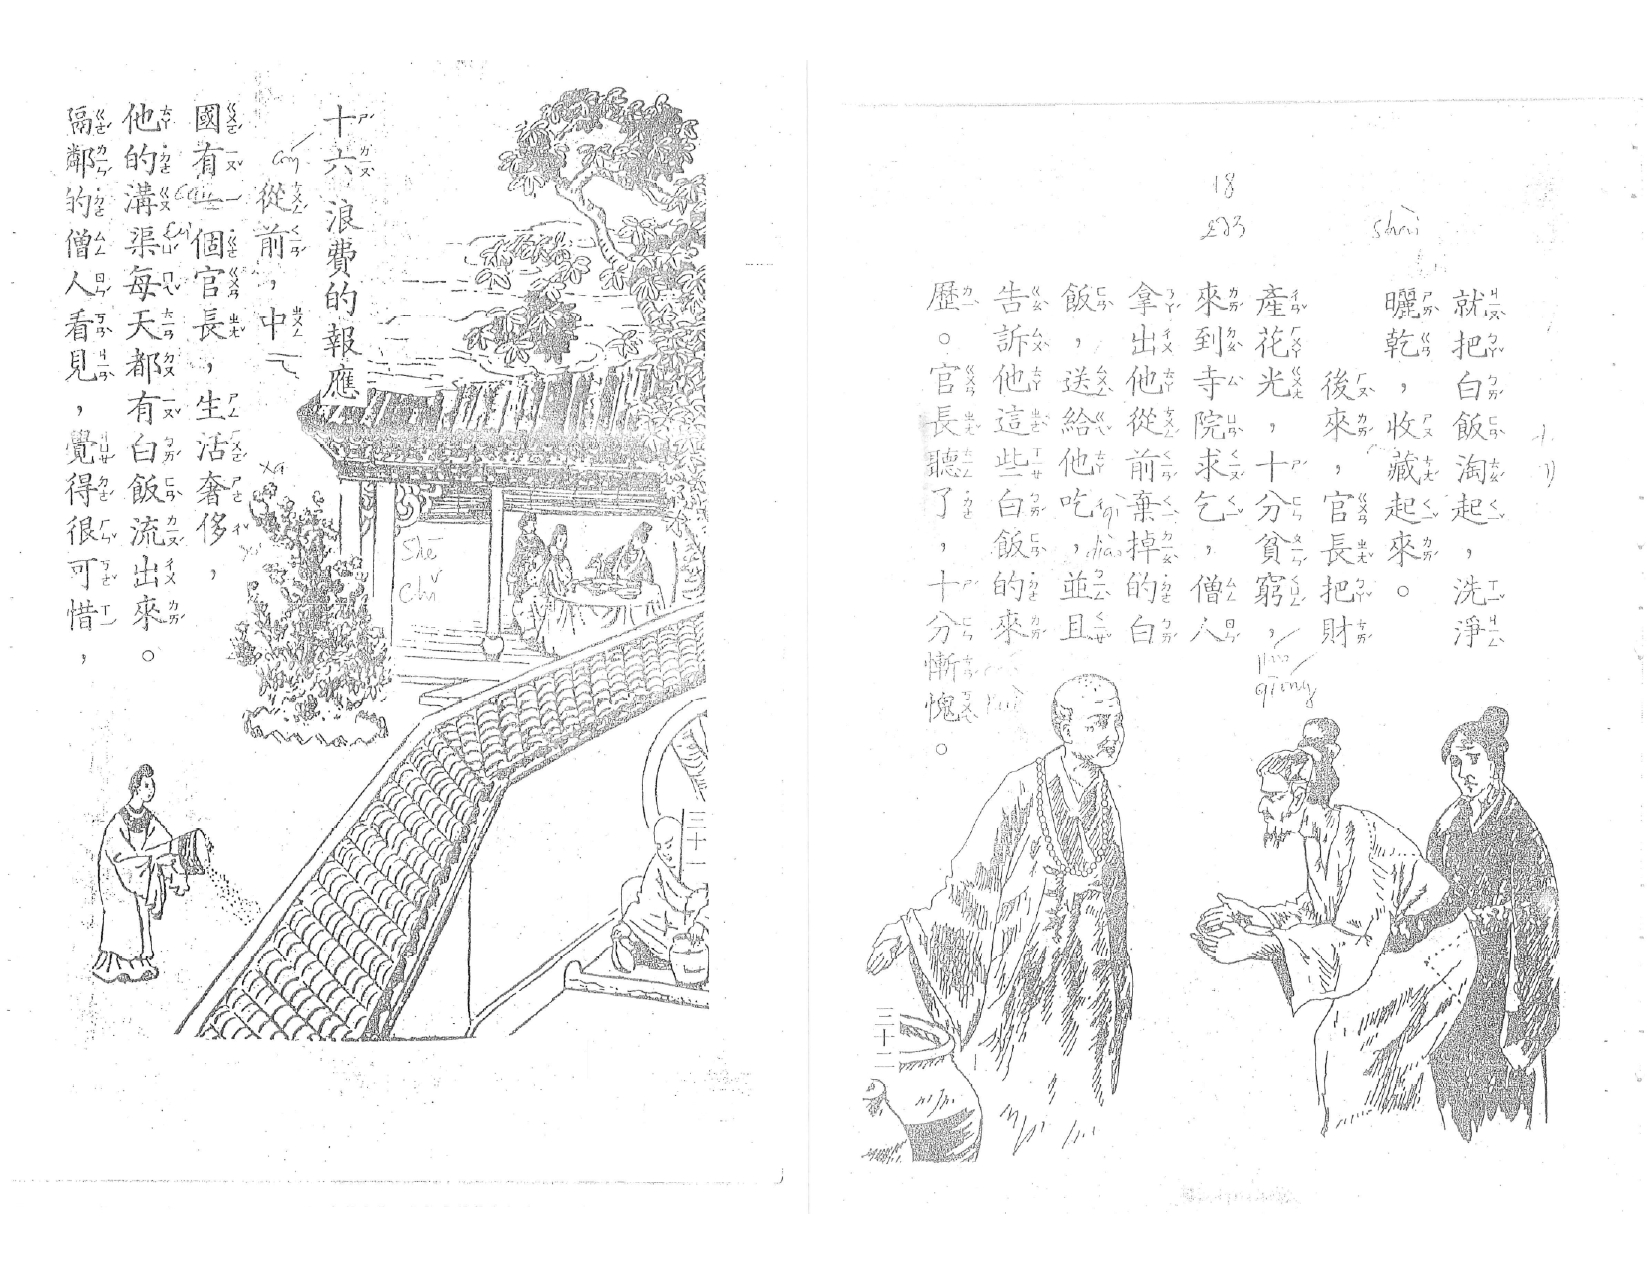 十六 浪費的報應
從前，中
國有一個官長，生活奢侈，
他的溝渠每天都有白飯流出來。
隔鄰的僧人看見，覺得很可惜，
三十一
shē
chǐ
就把白飯淘起，洗淨
曬乾，收藏起來。
後來，官長把財
產花光，十分貧窮，
來到寺院求乞，僧人
拿出他從前棄掉的白
飯，送給他吃，並且
告訴他這些白飯的來
歷。官長聽了，十分慚愧。
三十二
18
shài
qióng